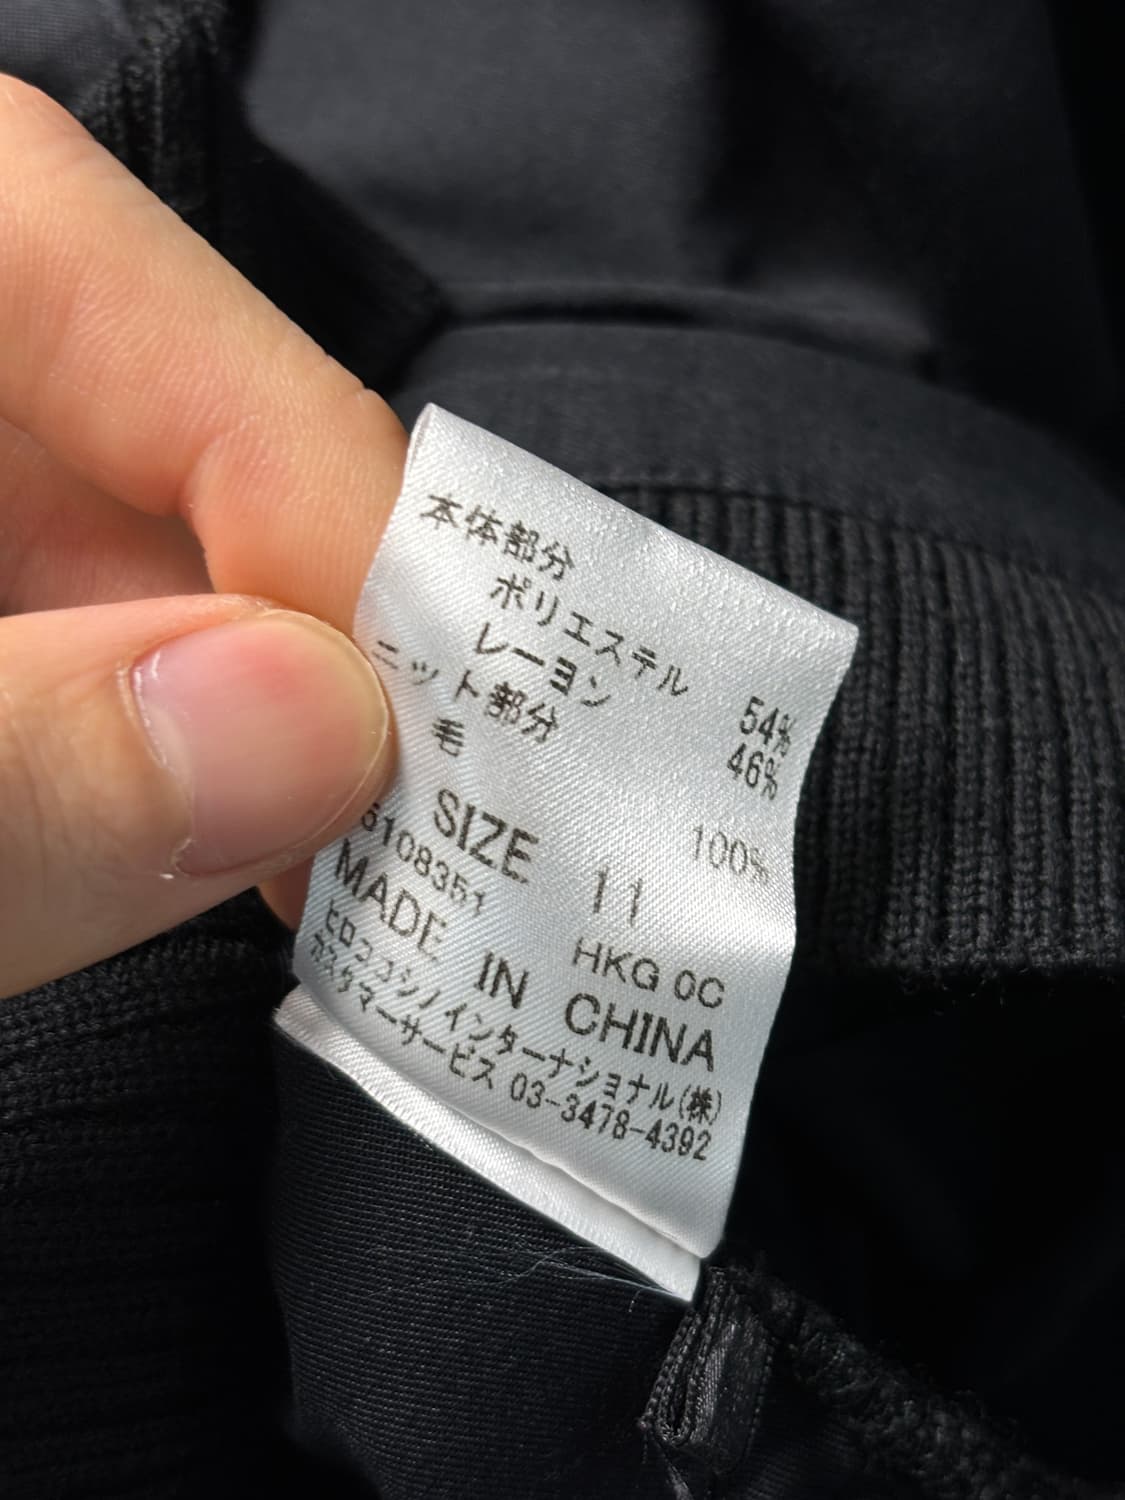 本体部分
ポリエステル 54%
レーヨン 46%
ニット部分
毛 100%
SIZE 11
6108351 HKG 0C
MADE IN CHINA
ヒロココシノインターナショナル(株)
カスタマーサービス 03-3478-4392